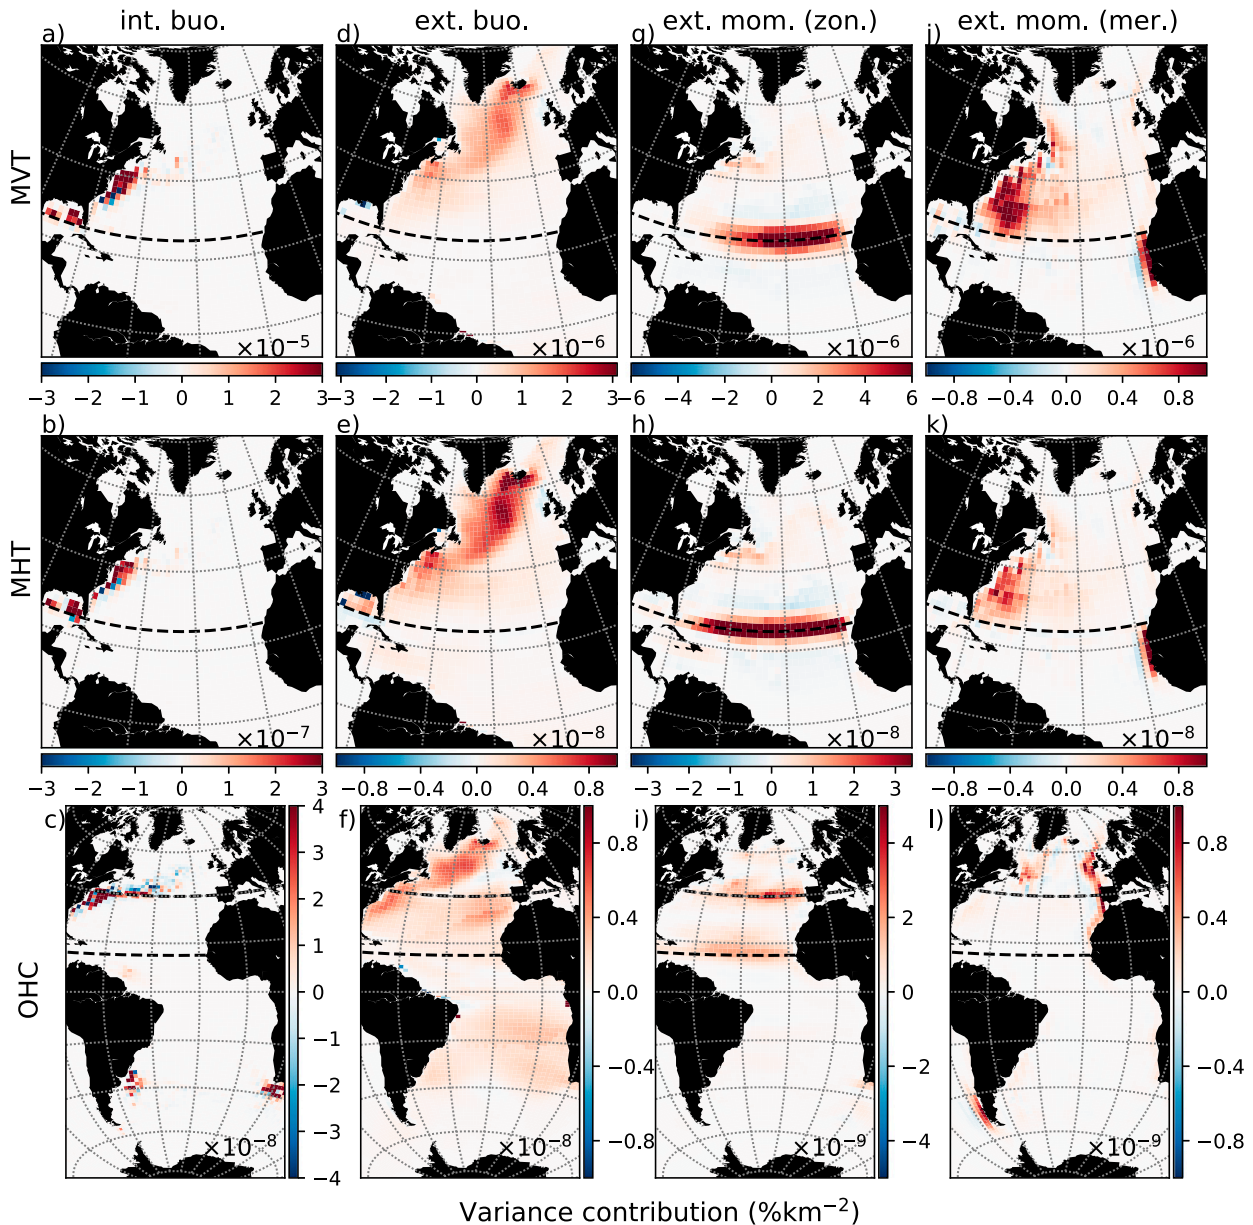 int. buo. ext. buo. ext. mom. (zon.) ext. mom. (mer.)
a) d) g) j)
MVT
×10⁻⁵ ×10⁻⁶ ×10⁻⁶ ×10⁻⁶
−3 −2 −1 0 1 2 3 −3 −2 −1 0 1 2 3 −6 −4 −2 0 2 4 6 −0.8 −0.4 0.0 0.4 0.8
b) e) h) k)
MHT
×10⁻⁷ ×10⁻⁸ ×10⁻⁸ ×10⁻⁸
−3 −2 −1 0 1 2 3 −0.8 −0.4 0.0 0.4 0.8 −3 −2 −1 0 1 2 3 −0.8 −0.4 0.0 0.4 0.8
c) f) i) l)
OHC
4 3 2 1 0 −1 −2 −3 −4
0.8 0.4 0.0 −0.4 −0.8
4 2 0 −2 −4
0.8 0.4 0.0 −0.4 −0.8
×10⁻⁸ ×10⁻⁸ ×10⁻⁹ ×10⁻⁹
Variance contribution (%km⁻²)